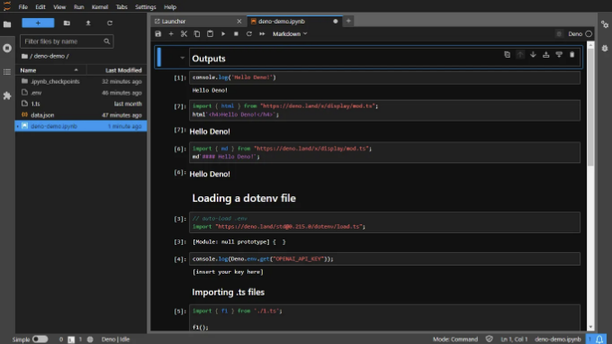 File Edit View Run Kernel Tabs Settings Help
Launcher
deno-demo.ipynb
Markdown
Deno
Filter files by name
/ deno-demo /
Name Last Modified
.ipynb_checkpoints 32 minutes ago
.env 46 minutes ago
1.ts last month
data.json 47 minutes ago
deno-demo.ipynb 1 minute ago
Outputs
[1]: console.log('Hello Deno!')
Hello Deno!
[7]: import { html } from "https://deno.land/x/display/mod.ts";
html`<h4>Hello Deno!</h4>`;
[7]: Hello Deno!
[6]: import { md } from "https://deno.land/x/display/mod.ts";
md`#### Hello Deno!`;
[6]: Hello Deno!
Loading a dotenv file
[3]: // auto-load .env
import "https://deno.land/std@0.215.0/dotenv/load.ts";
[3]: [Module: null prototype] { }
[4]: console.log(Deno.env.get("OPENAI_API_KEY"));
[insert your key here]
Importing .ts files
[5]: import { f1 } from './1.ts';
f1();
Simple 0 1 Deno | Idle Mode: Command Ln 1, Col 1 deno-demo.ipynb 1